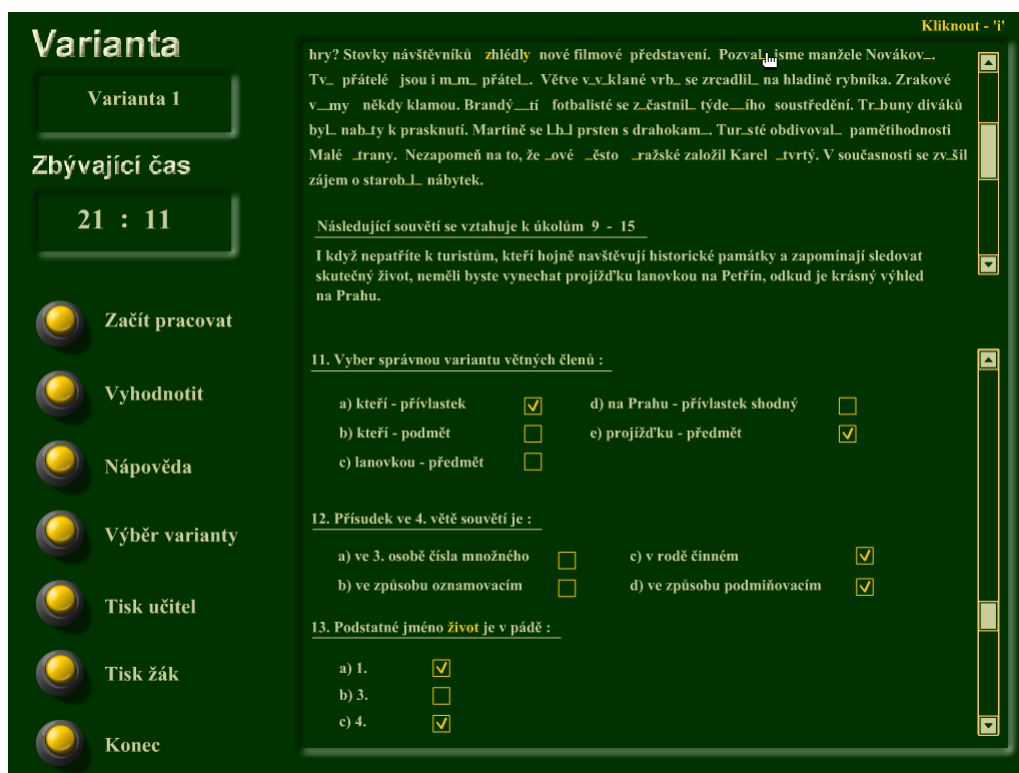 Kliknout - 'i'
Varianta
Varianta 1
Zbývající čas
21 : 11
Začít pracovat
Vyhodnotit
Nápověda
Výběr varianty
Tisk učitel
Tisk žák
Konec
hry? Stovky návštěvníků zhlédly nové filmové představení. Pozval_ jsme manžele Novákov_.
Tv_ přátelé jsou i m_m_ přátel_. Větve v_v_klané vrb_ se zrcadlil_ na hladině rybníka. Zrakové
v__my někdy klamou. Brandý__tí fotbalisté se z_častnil_ týde__ího soustředění. Tr_buny diváků
byl_ nab_ty k prasknutí. Martině se l_b_l prsten s drahokam_. Tur_sté obdivoval_ pamětihodnosti
Malé _trany. Nezapomeň na to, že _ové _ěsto _ražské založil Karel _tvrtý. V současnosti se zv_šil
zájem o starob_l_ nábytek.
Následující souvětí se vztahuje k úkolům 9 - 15
I když nepatříte k turistům, kteří hojně navštěvují historické památky a zapomínají sledovat
skutečný život, neměli byste vynechat projížďku lanovkou na Petřín, odkud je krásný výhled
na Prahu.
11. Vyber správnou variantu větných členů :
a) kteří - přívlastek
d) na Prahu - přívlastek shodný
b) kteří - podmět
e) projížďku - předmět
c) lanovkou - předmět
12. Přísudek ve 4. větě souvětí je :
a) ve 3. osobě čísla množného
c) v rodě činném
b) ve způsobu oznamovacím
d) ve způsobu podmiňovacím
13. Podstatné jméno život je v pádě :
a) 1.
b) 3.
c) 4.